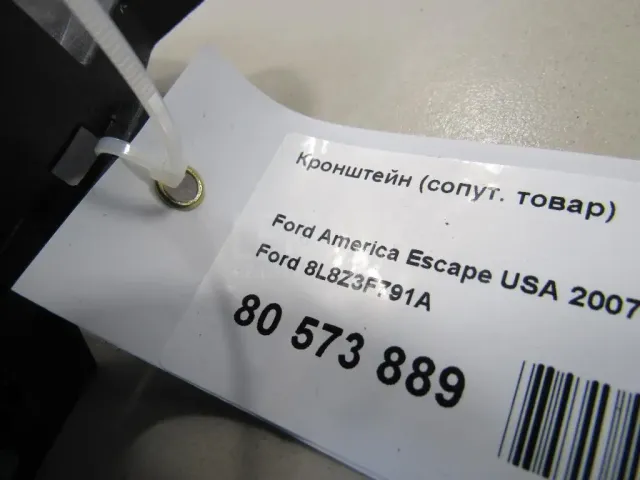 Кронштейн (сопут. товар)
Ford America Escape USA 2007
Ford 8L8Z3F791A
80 573 889